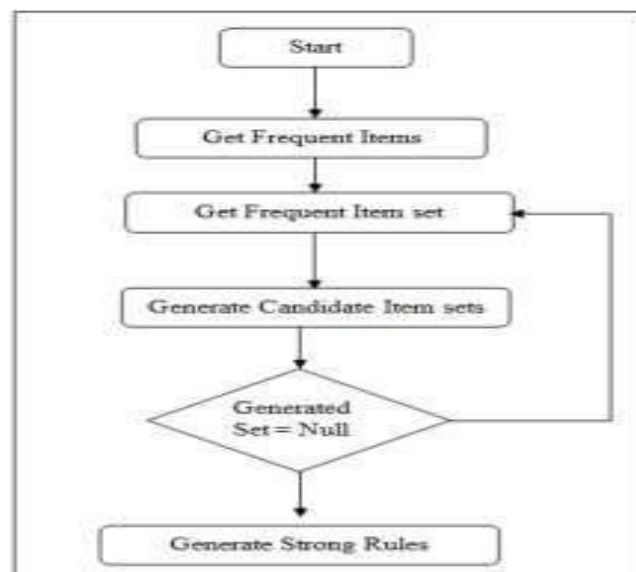 Start
Get Frequent Items
Get Frequent Item set
Generate Candidate Item sets
Generated
Set = Null
Generate Strong Rules